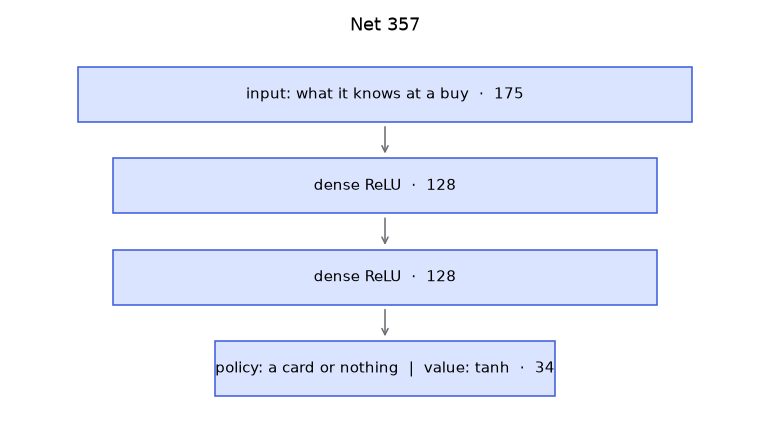 Net 357
input: what it knows at a buy · 175
dense ReLU · 128
dense ReLU · 128
policy: a card or nothing | value: tanh · 34